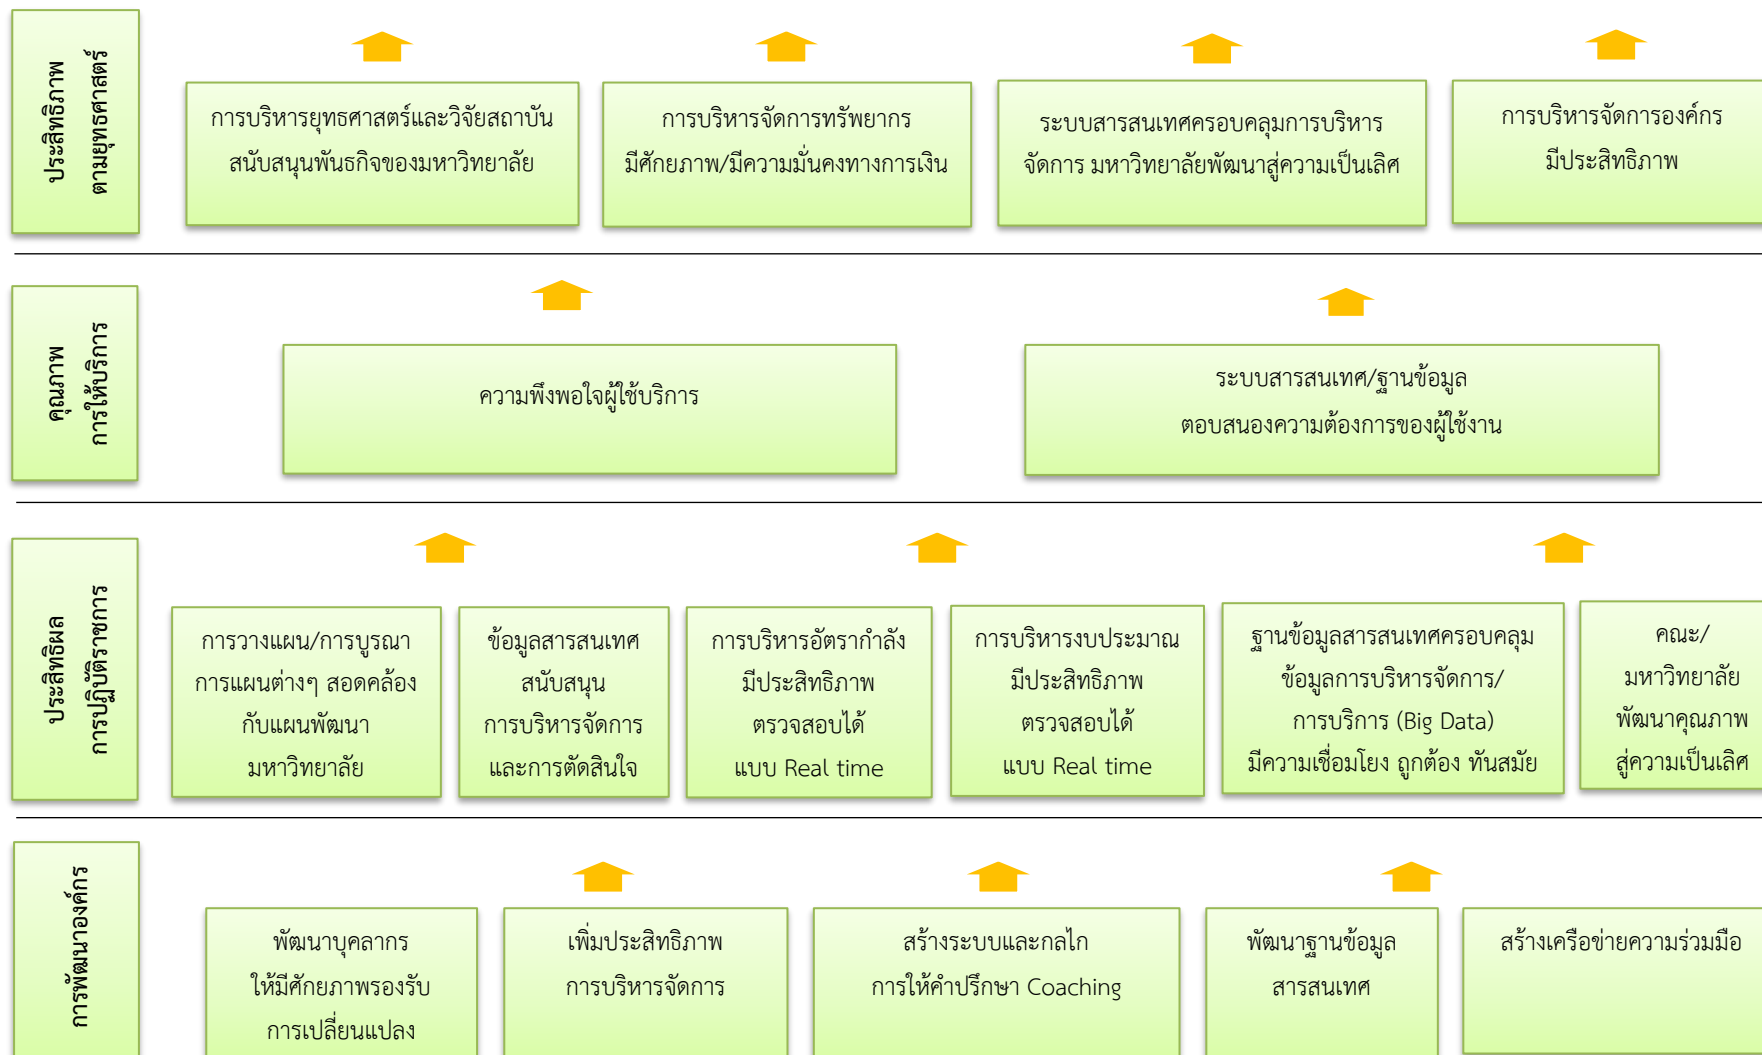 ประสิทธิภาพ
ตามยุทธศาสตร์
การบริหารยุทธศาสตร์และวิจัยสถาบัน
สนับสนุนพันธกิจของมหาวิทยาลัย
การบริหารจัดการทรัพยากร
มีศักยภาพ/มีความมั่นคงทางการเงิน
ระบบสารสนเทศครอบคลุมการบริหาร
จัดการ มหาวิทยาลัยพัฒนาสู่ความเป็นเลิศ
การบริหารจัดการองค์กร
มีประสิทธิภาพ
คุณภาพ
การให้บริการ
ความพึงพอใจผู้ใช้บริการ
ระบบสารสนเทศ/ฐานข้อมูล
ตอบสนองความต้องการของผู้ใช้งาน
ประสิทธิผล
การปฏิบัติราชการ
การวางแผน/การบูรณา
การแผนต่างๆ สอดคล้อง
กับแผนพัฒนา
มหาวิทยาลัย
ข้อมูลสารสนเทศ
สนับสนุน
การบริหารจัดการ
และการตัดสินใจ
การบริหารอัตรากำลัง
มีประสิทธิภาพ
ตรวจสอบได้
แบบ Real time
การบริหารงบประมาณ
มีประสิทธิภาพ
ตรวจสอบได้
แบบ Real time
ฐานข้อมูลสารสนเทศครอบคลุม
ข้อมูลการบริหารจัดการ/
การบริการ (Big Data)
มีความเชื่อมโยง ถูกต้อง ทันสมัย
คณะ/
มหาวิทยาลัย
พัฒนาคุณภาพ
สู่ความเป็นเลิศ
การพัฒนาองค์กร
พัฒนาบุคลากร
ให้มีศักยภาพรองรับ
การเปลี่ยนแปลง
เพิ่มประสิทธิภาพ
การบริหารจัดการ
สร้างระบบและกลไก
การให้คำปรึกษา Coaching
พัฒนาฐานข้อมูล
สารสนเทศ
สร้างเครือข่ายความร่วมมือ